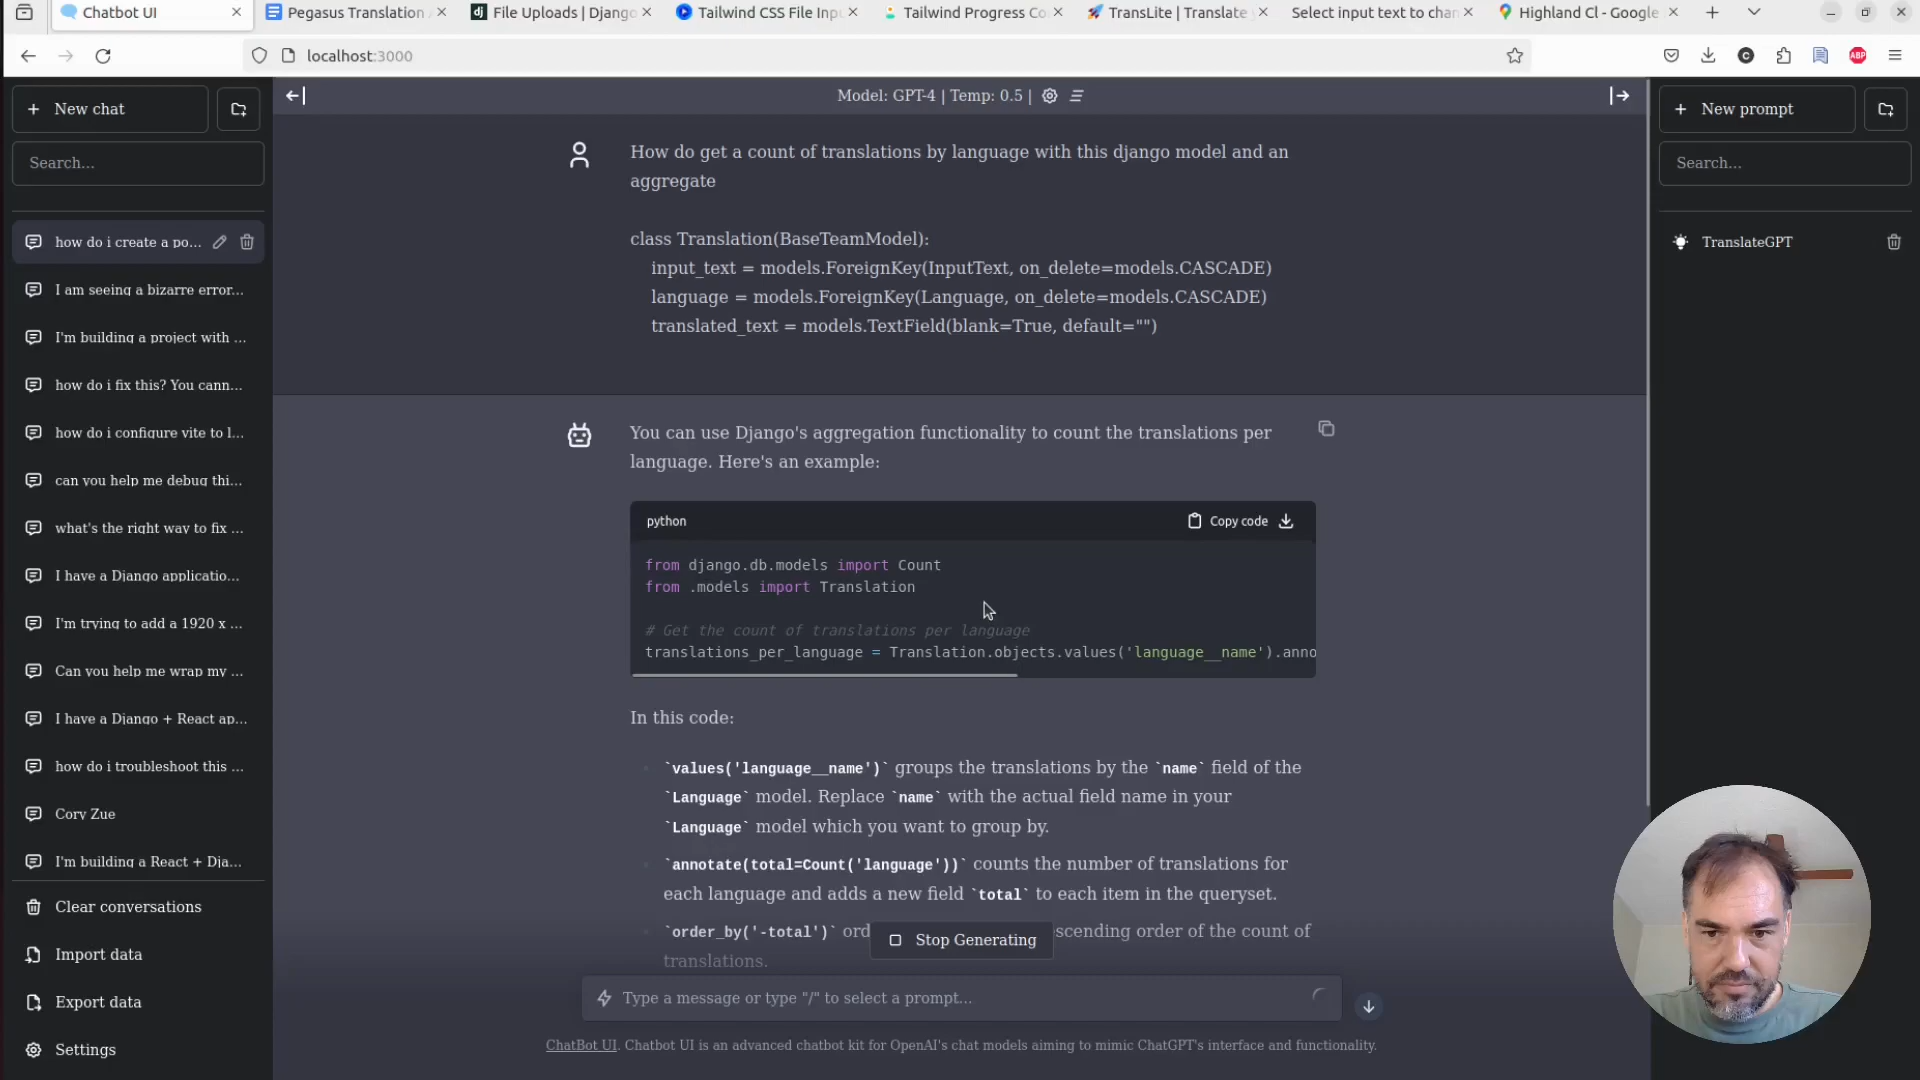 Chatbot UI
Pegasus Translation
File Uploads | Django
Tailwind CSS File Inp
Tailwind Progress Co
TransLite | Translate
Select input text to chan
Highland Cl - Google
localhost:3000
ABP
New chat
Search...
how do i create a po...
I am seeing a bizarre error...
I'm building a project with ...
how do i fix this? You cann...
how do i configure vite to l...
can you help me debug thi...
what's the right way to fix ...
I have a Django applicatio...
I'm trying to add a 1920 x ...
Can you help me wrap my ...
I have a Django + React ap...
how do i troubleshoot this ...
Cory Zue
I'm building a React + Dja...
Clear conversations
Import data
Export data
Settings
Model: GPT-4 | Temp: 0.5 |
How do get a count of translations by language with this django model and an
aggregate
class Translation(BaseTeamModel):
input_text = models.ForeignKey(InputText, on_delete=models.CASCADE)
language = models.ForeignKey(Language, on_delete=models.CASCADE)
translated_text = models.TextField(blank=True, default="")
You can use Django's aggregation functionality to count the translations per
language. Here's an example:
python
Copy code
from django.db.models import Count
from .models import Translation
# Get the count of translations per language
translations_per_language = Translation.objects.values('language__name').anno
In this code:
`values('language__name')` groups the translations by the `name` field of the
`Language` model. Replace `name` with the actual field name in your
`Language` model which you want to group by.
`annotate(total=Count('language'))` counts the number of translations for
each language and adds a new field `total` to each item in the queryset.
`order_by('-total')` ord
scending order of the count of
translations.
Stop Generating
Type a message or type "/" to select a prompt...
ChatBot UI. Chatbot UI is an advanced chatbot kit for OpenAI's chat models aiming to mimic ChatGPT's interface and functionality.
New prompt
Search...
TranslateGPT